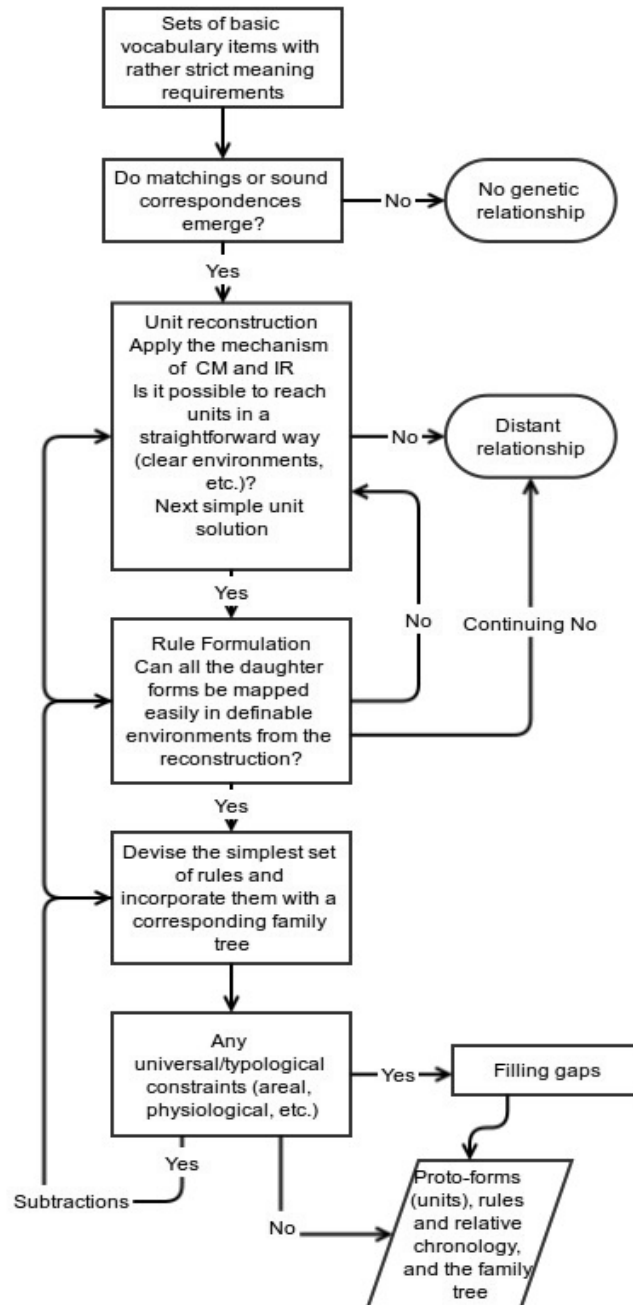 Sets of basic
vocabulary items with
rather strict meaning
requirements
Do matchings or sound
correspondences
emerge?
No
No genetic
relationship
Yes
Unit reconstruction
Apply the mechanism
of CM and IR
Is it possible to reach
units in a
straightforward way
(clear environments,
etc.)?
Next simple unit
solution
No
Distant
relationship
Yes
No
Continuing No
Rule Formulation
Can all the daughter
forms be mapped
easily in definable
environments from the
reconstruction?
Yes
Devise the simplest set
of rules and
incorporate them with a
corresponding family
tree
Any
universal/typological
constraints (areal,
physiological, etc.)
Yes
Filling gaps
Yes
Subtractions
No
Proto-forms
(units), rules
and relative
chronology,
and the family
tree